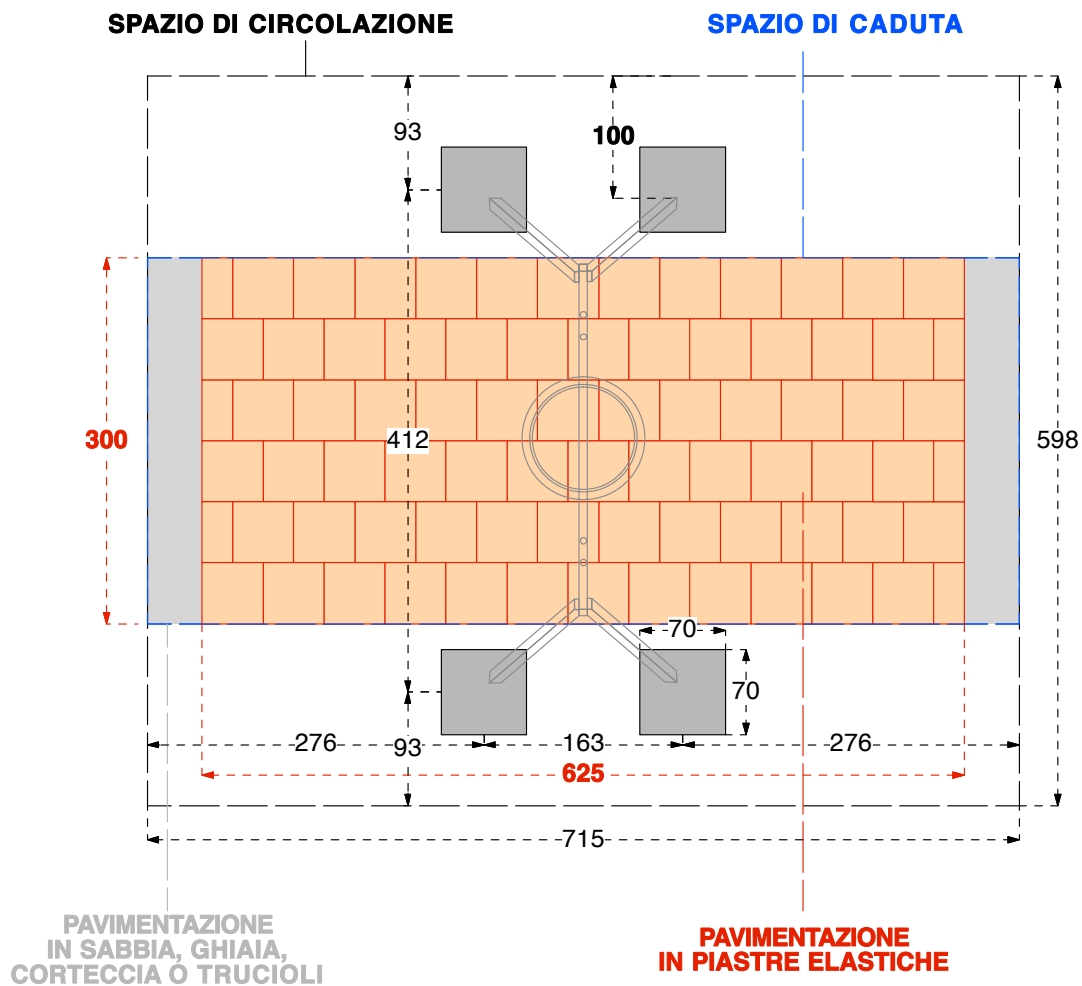 SPAZIO DI CIRCOLAZIONE
SPAZIO DI CADUTA
93
100
300
412
598
70
70
276
93
163
276
625
715
PAVIMENTAZIONE
IN SABBIA, GHIAIA,
CORTECCIA O TRUCIOLI
PAVIMENTAZIONE
IN PIASTRE ELASTICHE